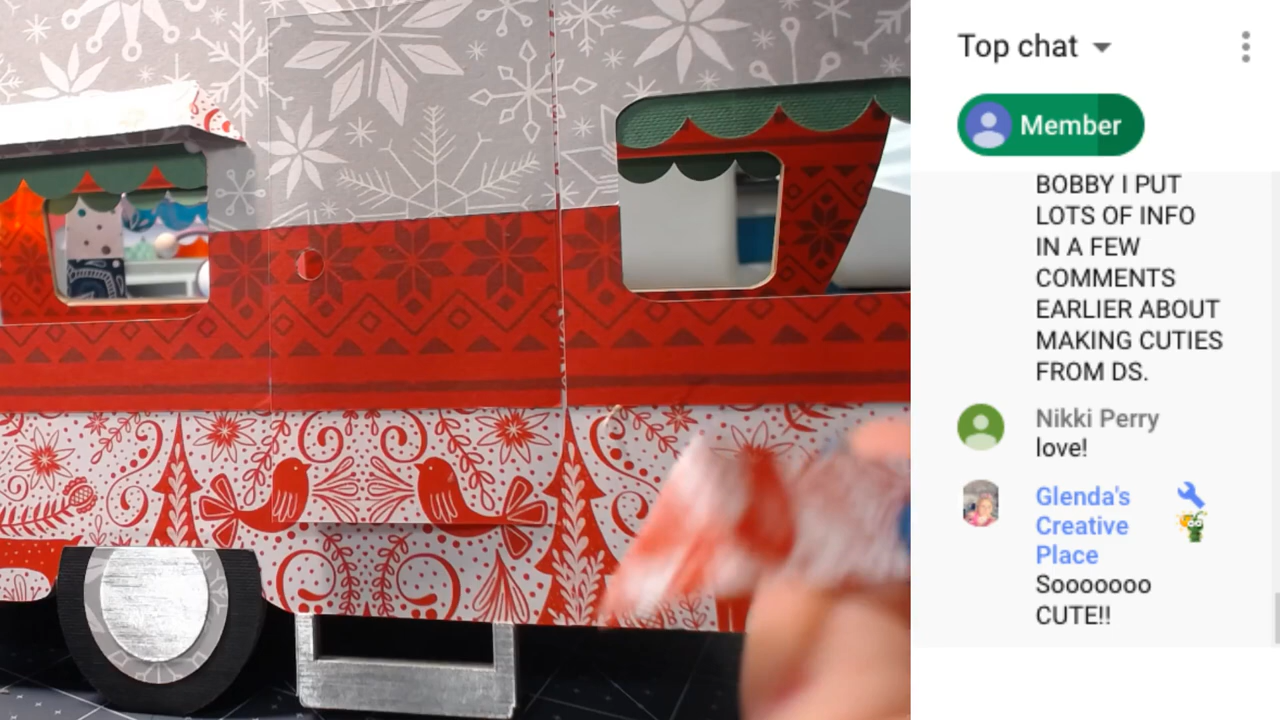 Top chat
Member
BOBBY I PUT
LOTS OF INFO
IN A FEW
COMMENTS
EARLIER ABOUT
MAKING CUTIES
FROM DS.
Nikki Perry
love!
Glenda's
Creative
Place
Sooooooo
CUTE!!